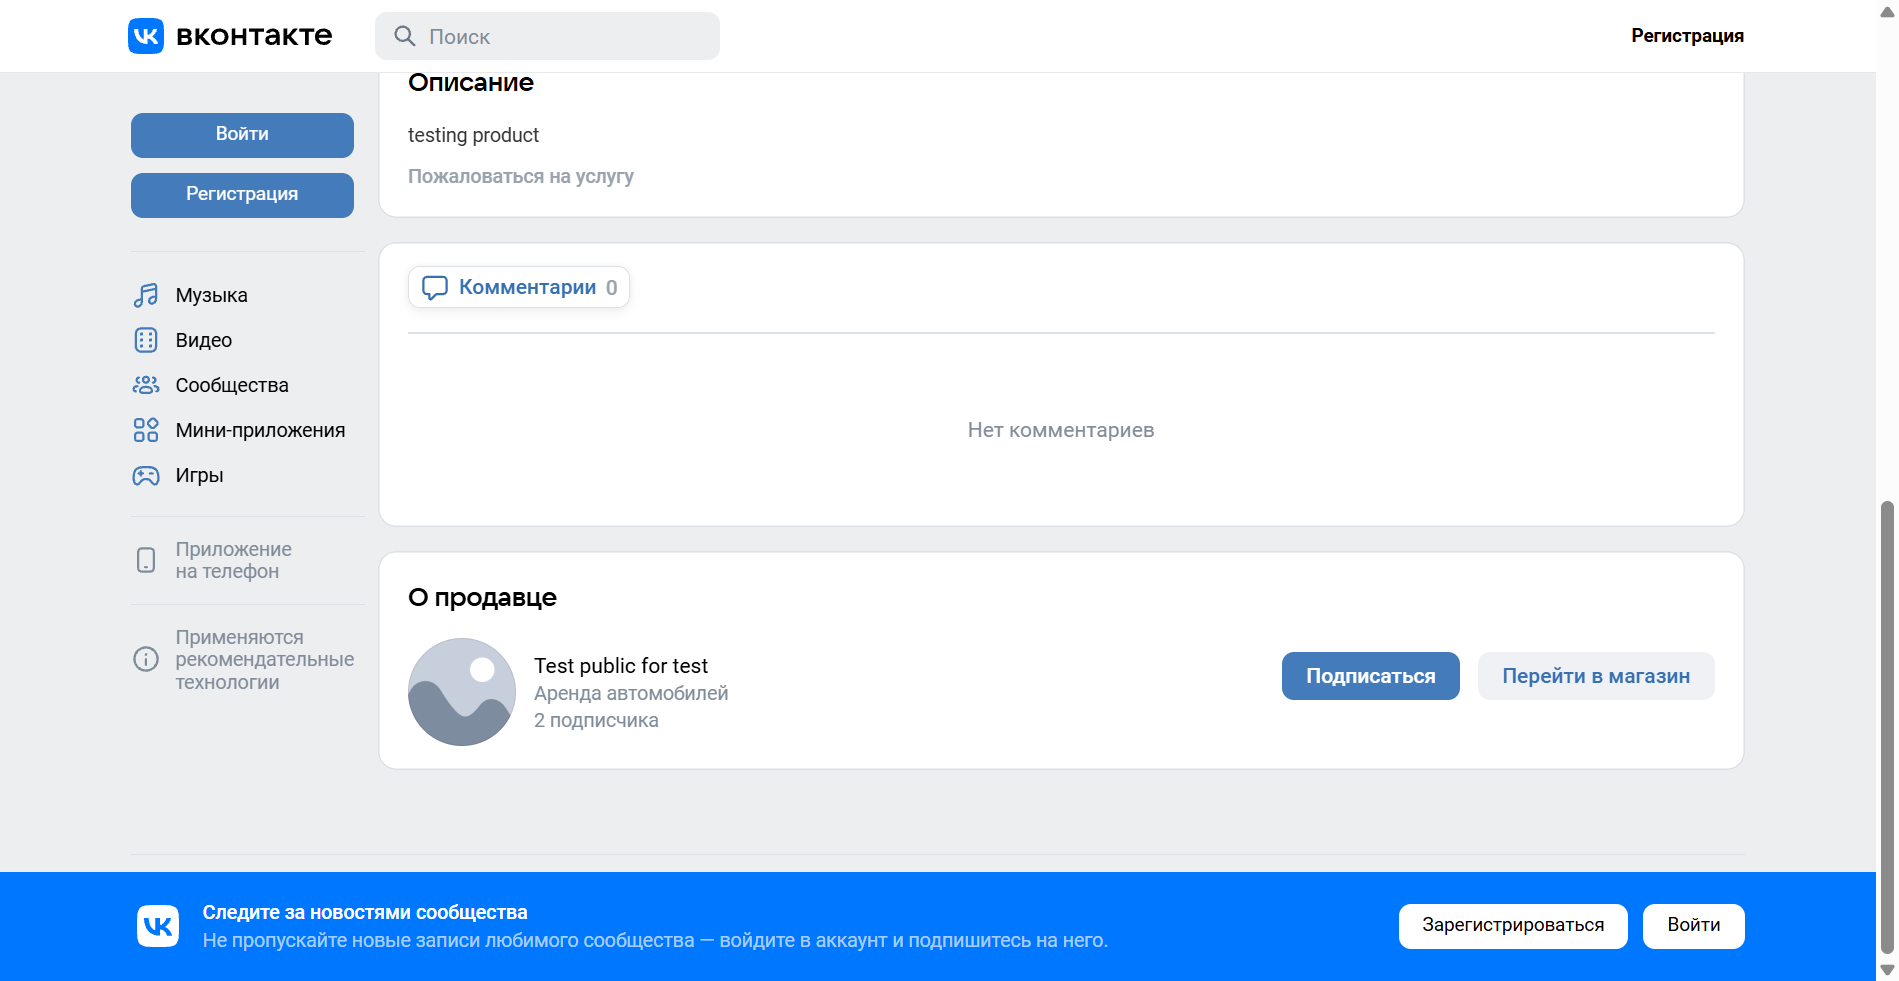 вконтакте
Поиск
Регистрация
Войти
Регистрация
Музыка
Видео
Сообщества
Мини-приложения
Игры
Приложение
на телефон
Применяются
рекомендательные
технологии
Описание
testing product
Пожаловаться на услугу
Комментарии 0
Нет комментариев
О продавце
Test public for test
Аренда автомобилей
2 подписчика
Подписаться
Перейти в магазин
Следите за новостями сообщества
Не пропускайте новые записи любимого сообщества — войдите в аккаунт и подпишитесь на него.
Зарегистрироваться
Войти